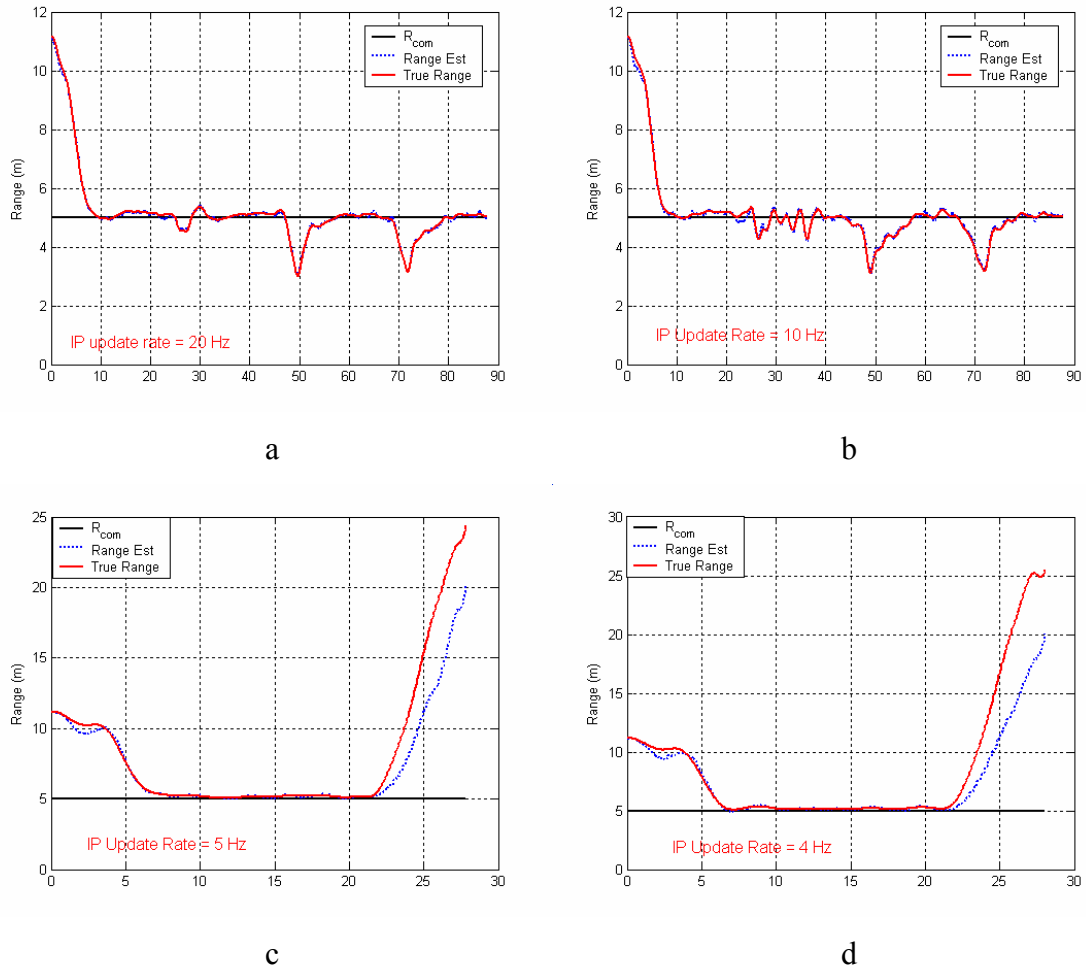 12
10
8
6
4
2
0
Range (m)
R_com
Range Est
True Range
IP update rate = 20 Hz
0 10 20 30 40 50 60 70 80 90
a
12
10
8
6
4
2
0
Range (m)
R_com
Range Est
True Range
IP Update Rate = 10 Hz
0 10 20 30 40 50 60 70 80 90
b
25
20
15
10
5
0
Range (m)
R_com
Range Est
True Range
IP Update Rate = 5 Hz
0 5 10 15 20 25 30
c
30
25
20
15
10
5
0
Range (m)
R_com
Range Est
True Range
IP Update Rate = 4 Hz
0 5 10 15 20 25 30
d